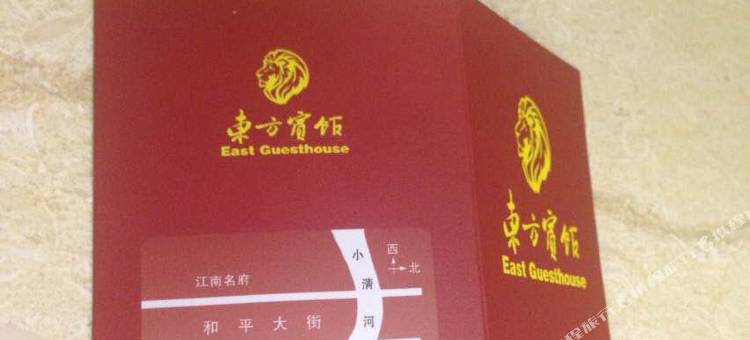 東方賓館
East Guesthouse
西
北
小清河
江南名府
和平大街
東方賓館
East Guesthouse